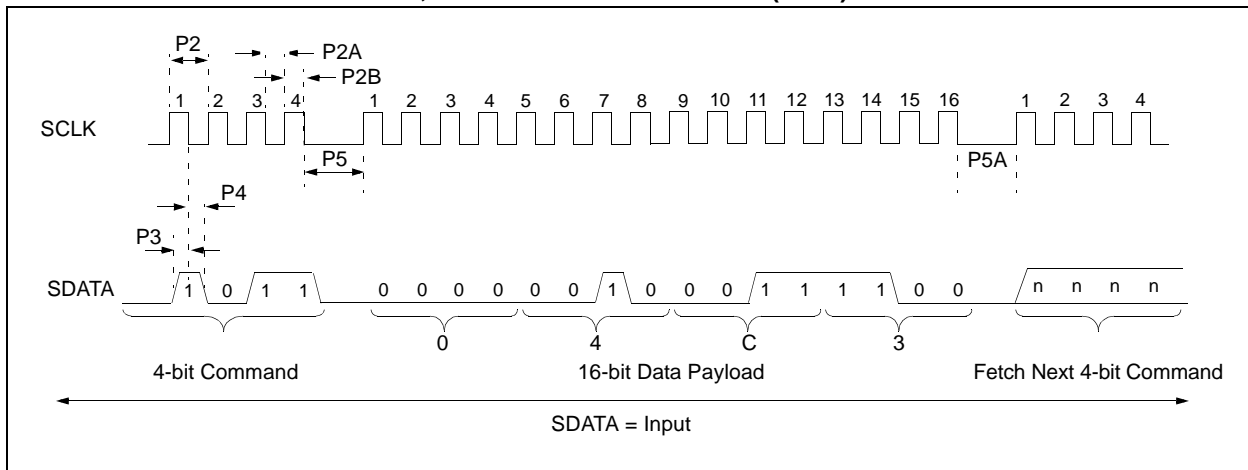 P2
P2A
P2B
1 2 3 4 1 2 3 4 5 6 7 8 9 10 11 12 13 14 15 16 1 2 3 4
SCLK
P5
P5A
P4
P3
SDATA
1 0 1 1 0 0 0 0 0 0 1 0 0 0 1 1 1 1 0 0 n n n n
0 4 C 3
4-bit Command 16-bit Data Payload Fetch Next 4-bit Command
SDATA = Input